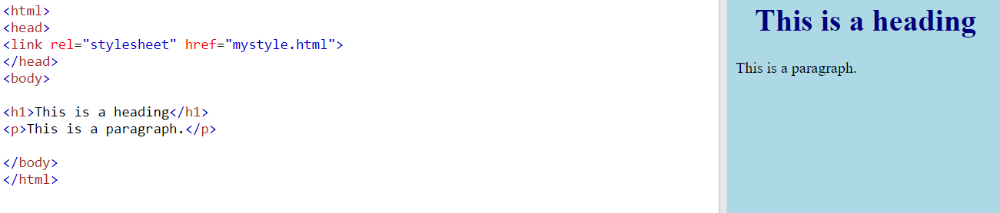 <html>
<head>
<link rel="stylesheet" href="mystyle.html">
</head>
<body>
<h1>This is a heading</h1>
<p>This is a paragraph.</p>
</body>
</html>
This is a heading
This is a paragraph.